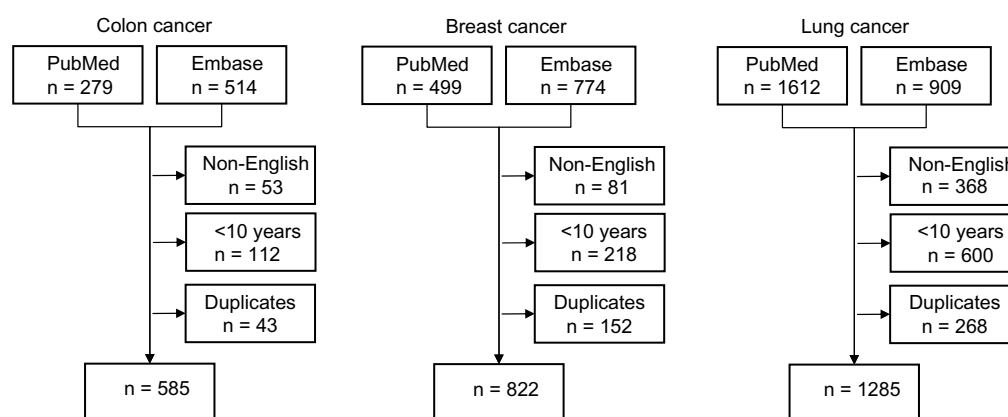 Colon cancer
PubMed
n = 279
Embase
n = 514
Non-English
n = 53
<10 years
n = 112
Duplicates
n = 43
n = 585
Breast cancer
PubMed
n = 499
Embase
n = 774
Non-English
n = 81
<10 years
n = 218
Duplicates
n = 152
n = 822
Lung cancer
PubMed
n = 1612
Embase
n = 909
Non-English
n = 368
<10 years
n = 600
Duplicates
n = 268
n = 1285